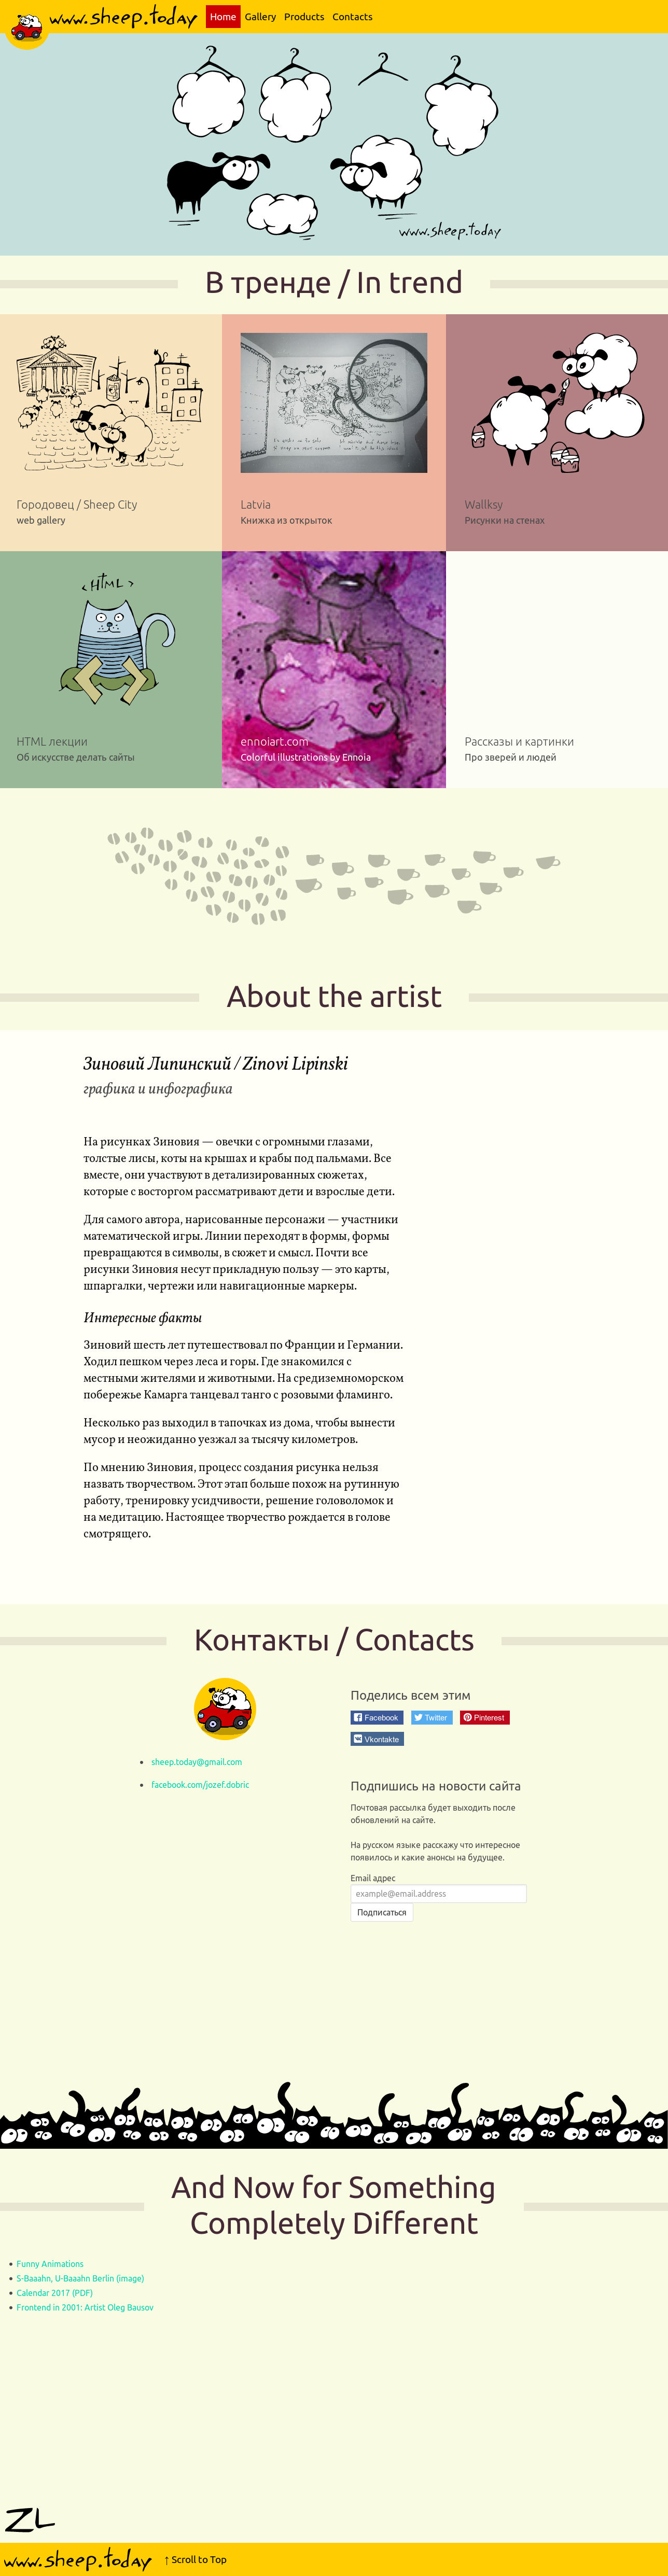 www.sheep.today
Home Gallery Products Contacts
www.sheep.today
В тренде / In trend
Городовец / Sheep City
web gallery
Latvia
Книжка из открыток
Wallksy
Рисунки на стенах
<HTML>
HTML лекции
Об искусстве делать сайты
ennoiart.com
Colorful illustrations by Ennoia
Рассказы и картинки
Про зверей и людей
About the artist
Зиновий Липинский / Zinovi Lipinski
графика и инфографика
На рисунках Зиновия — овечки с огромными глазами,
толстые лисы, коты на крышах и крабы под пальмами. Все
вместе, они участвуют в детализированных сюжетах,
которые с восторгом рассматривают дети и взрослые дети.
Для самого автора, нарисованные персонажи — участники
математической игры. Линии переходят в формы, формы
превращаются в символы, в сюжет и смысл. Почти все
рисунки Зиновия несут прикладную пользу — это карты,
шпаргалки, чертежи или навигационные маркеры.
Интересные факты
Зиновий шесть лет путешествовал по Франции и Германии.
Ходил пешком через леса и горы. Где знакомился с
местными жителями и животными. На средиземноморском
побережье Камарга танцевал танго с розовыми фламинго.
Несколько раз выходил в тапочках из дома, чтобы вынести
мусор и неожиданно уезжал за тысячу километров.
По мнению Зиновия, процесс создания рисунка нельзя
назвать творчеством. Этот этап больше похож на рутинную
работу, тренировку усидчивости, решение головоломок и
на медитацию. Настоящее творчество рождается в голове
смотрящего.
Контакты / Contacts
sheep.today@gmail.com
facebook.com/jozef.dobric
Поделись всем этим
Facebook Twitter Pinterest
Vkontakte
Подпишись на новости сайта
Почтовая рассылка будет выходить после
обновлений на сайте.
На русском языке расскажу что интересное
появилось и какие анонсы на будущее.
Email адрес
example@email.address
Подписаться
And Now for Something
Completely Different
Funny Animations
S-Baaahn, U-Baaahn Berlin (image)
Calendar 2017 (PDF)
Frontend in 2001: Artist Oleg Bausov
ZL
www.sheep.today
↑ Scroll to Top